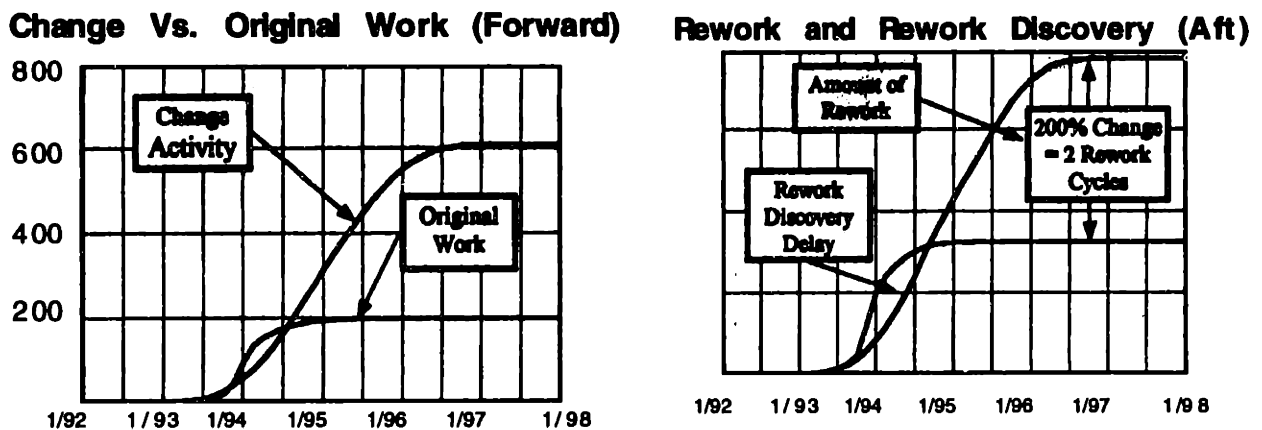 Change Vs. Original Work (Forward)
800
600
400
200
Change
Activity
Original
Work
1/92
1/93
1/94
1/95
1/96
1/97
1/98
Rework and Rework Discovery (Aft)
Amount of
Rework
200% Change
= 2 Rework
Cycles
Rework
Discovery
Delay
1/92
1/93
1/94
1/95
1/96
1/97
1/98